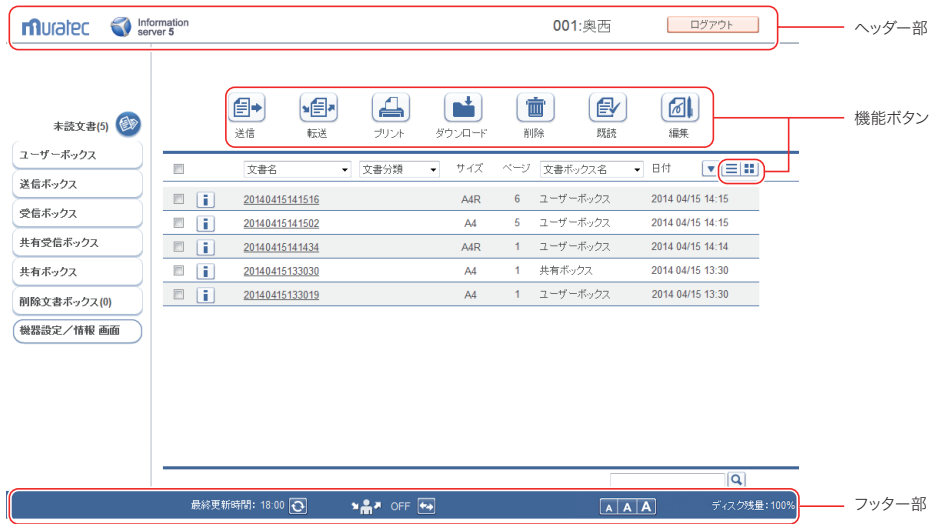 muratec Information server 5 001:奥西 ログアウト ヘッダー部
機能ボタン
未読文書(5)
送信 転送 プリント ダウンロード 削除 既読 編集
ユーザーボックス
送信ボックス
受信ボックス
共有受信ボックス
共有ボックス
削除文書ボックス(0)
機器設定／情報 画面
文書名 文書分類 サイズ ページ 文書ボックス名 日付
20140415141516 A4R 6 ユーザーボックス 2014 04/15 14:15
20140415141502 A4 5 ユーザーボックス 2014 04/15 14:15
20140415141434 A4R 1 ユーザーボックス 2014 04/15 14:14
20140415133030 A4 1 共有ボックス 2014 04/15 13:30
20140415133019 A4 1 ユーザーボックス 2014 04/15 13:30
最終更新時間: 18:00 OFF A A A ディスク残量:100% フッター部